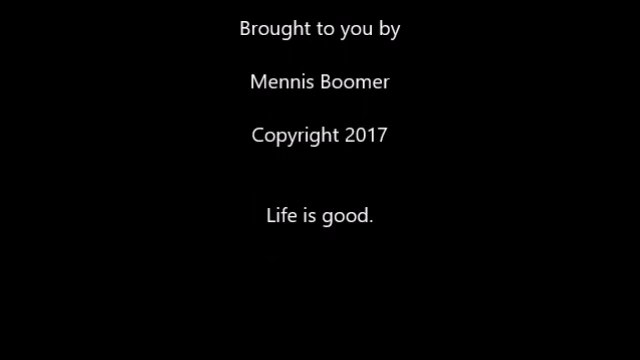 Brought to you by
Mennis Boomer
Copyright 2017
Life is good.